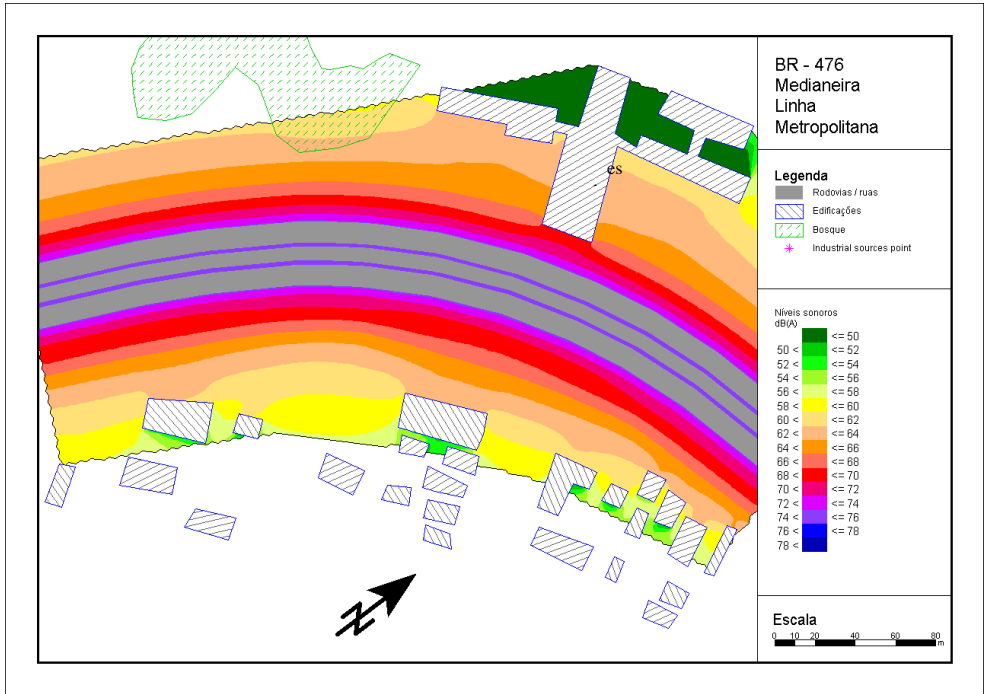 BR - 476
Medianeira
Linha
Metropolitana
es
Legenda
Rodovias / ruas
Edificações
Bosque
Industrial sources point
Níveis sonoros
dB(A)
<= 50
50 < <= 52
52 < <= 54
54 < <= 56
56 < <= 58
58 < <= 60
60 < <= 62
62 < <= 64
64 < <= 66
66 < <= 68
68 < <= 70
70 < <= 72
72 < <= 74
74 < <= 76
76 < <= 78
78 <
Escala
0 10 20 40 60 80
m
N